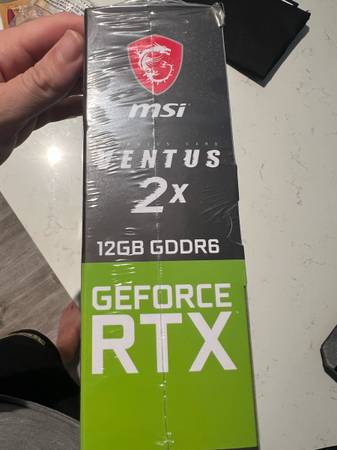 msi
VENTUS
2X
12GB GDDR6
GEFORCE
RTX